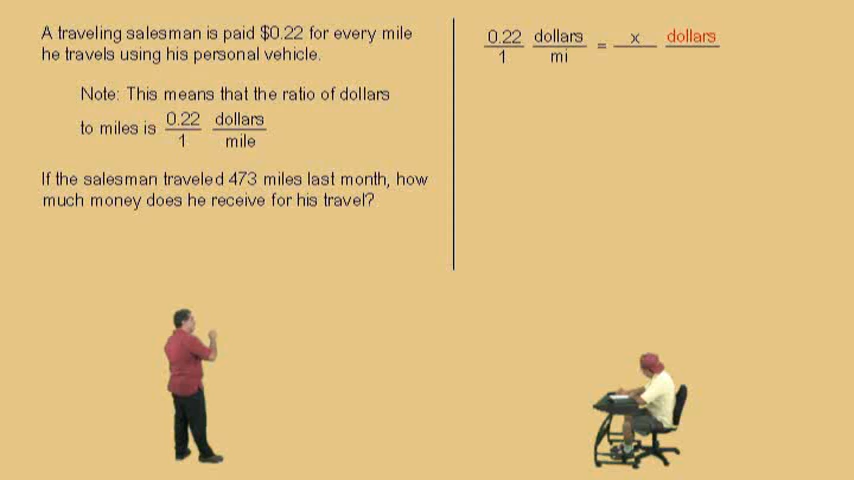 A traveling salesman is paid $0.22 for every mile
he travels using his personal vehicle.
Note: This means that the ratio of dollars
to miles is 0.22/1 dollars/mile
If the salesman traveled 473 miles last month, how
much money does he receive for his travel?
0.22/1 dollars/mi = x/ dollars/